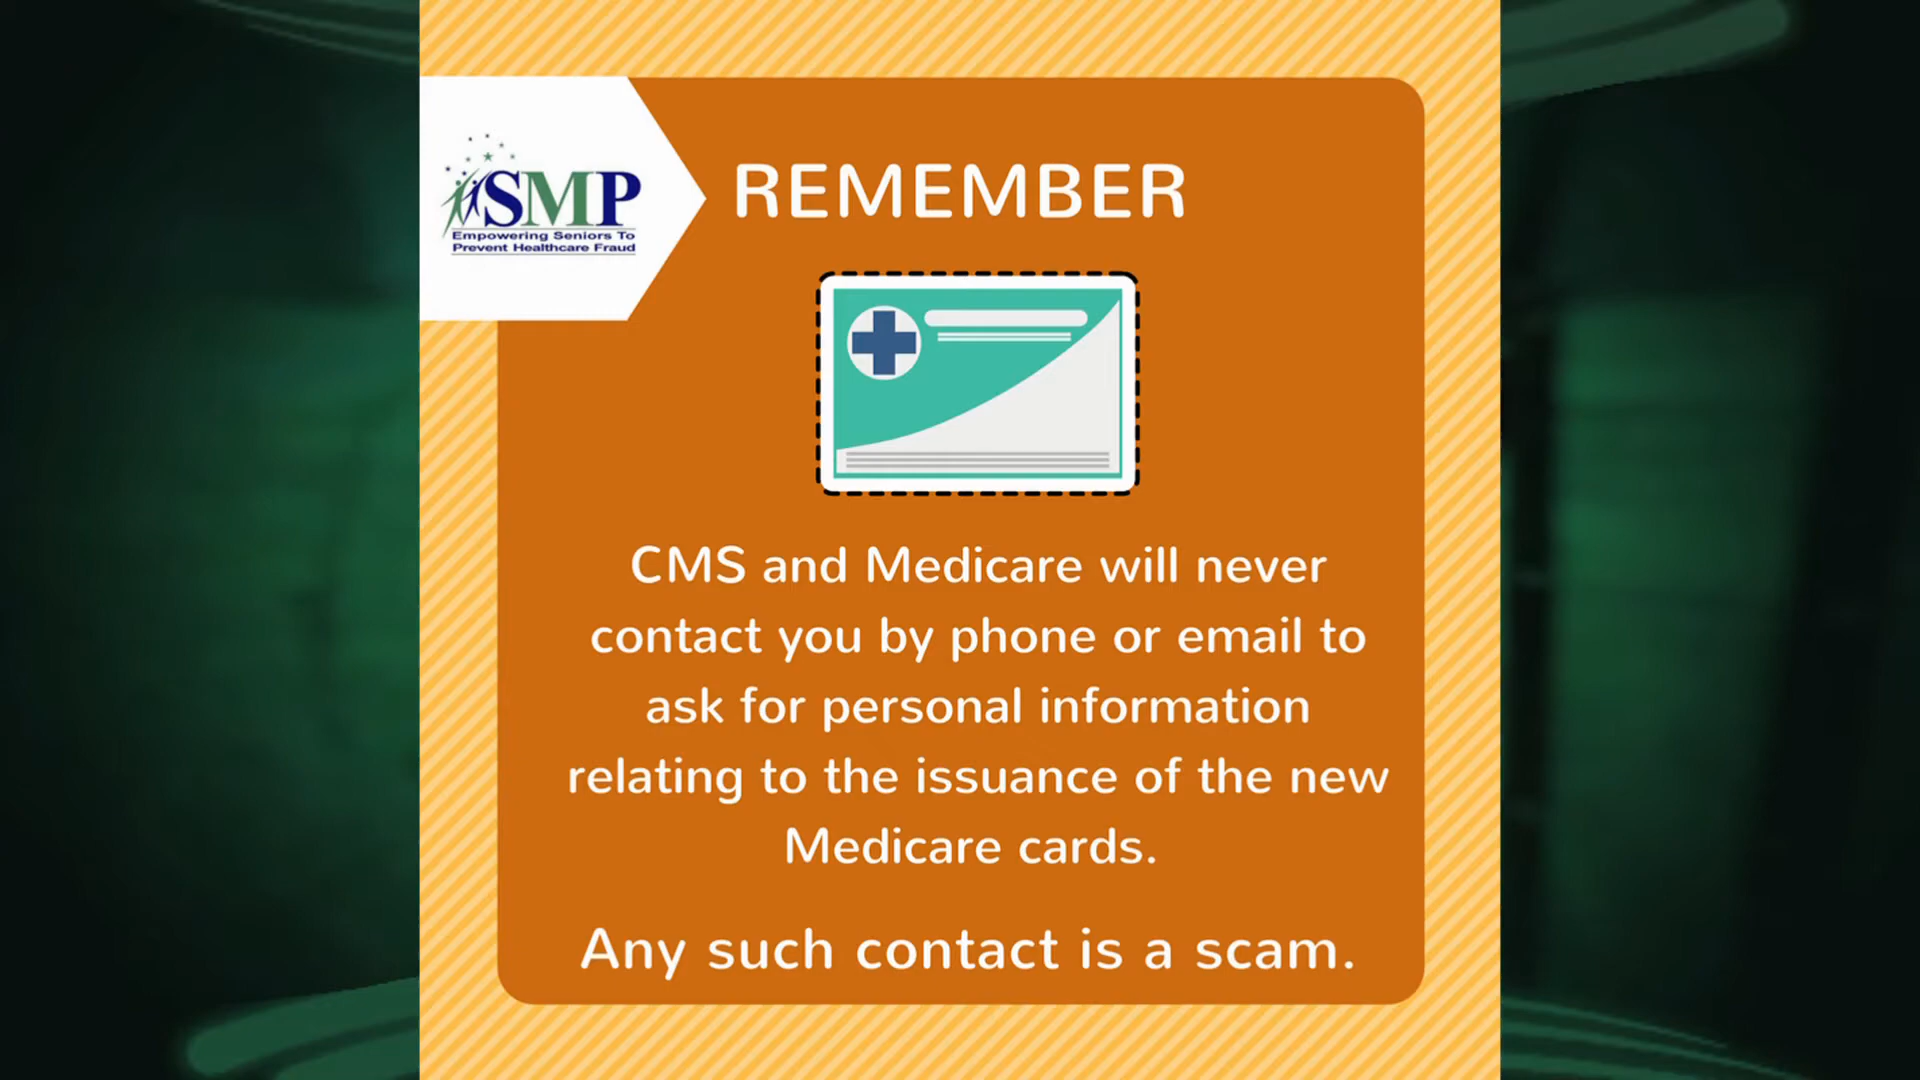 SMP
Empowering Seniors To
Prevent Healthcare Fraud
REMEMBER
CMS and Medicare will never
contact you by phone or email to
ask for personal information
relating to the issuance of the new
Medicare cards.
Any such contact is a scam.